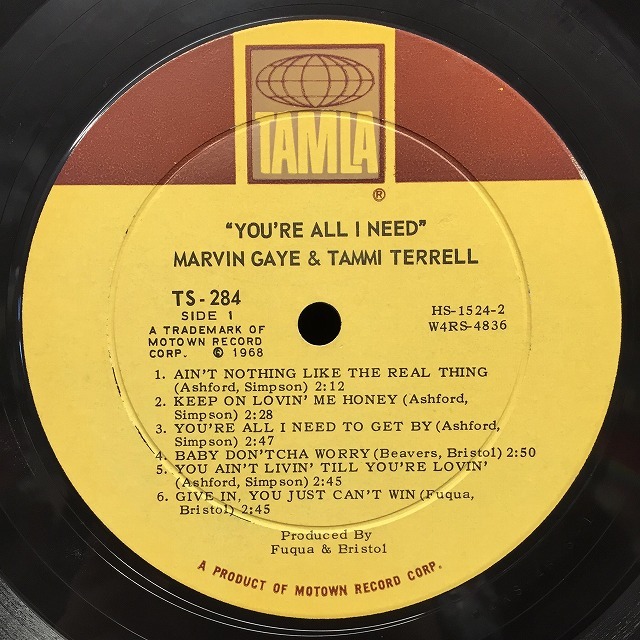 TAMLA
®
"YOU'RE ALL I NEED"
MARVIN GAYE & TAMMI TERRELL
TS-284
SIDE 1
A TRADEMARK OF
MOTOWN RECORD
CORP. © 1968
HS-1524-2
W4RS-4836
1. AIN'T NOTHING LIKE THE REAL THING
(Ashford, Simpson) 2:12
2. KEEP ON LOVIN' ME HONEY (Ashford,
Simpson) 2:28
3. YOU'RE ALL I NEED TO GET BY (Ashford,
Simpson) 2:47
4. BABY DON'TCHA WORRY (Beavers, Bristol) 2:50
5. YOU AIN'T LIVIN' TILL YOU'RE LOVIN'
(Ashford, Simpson) 2:45
6. GIVE IN, YOU JUST CAN'T WIN (Fuqua,
Bristol) 2:45
Produced By
Fuqua & Bristol
A PRODUCT OF MOTOWN RECORD CORP.